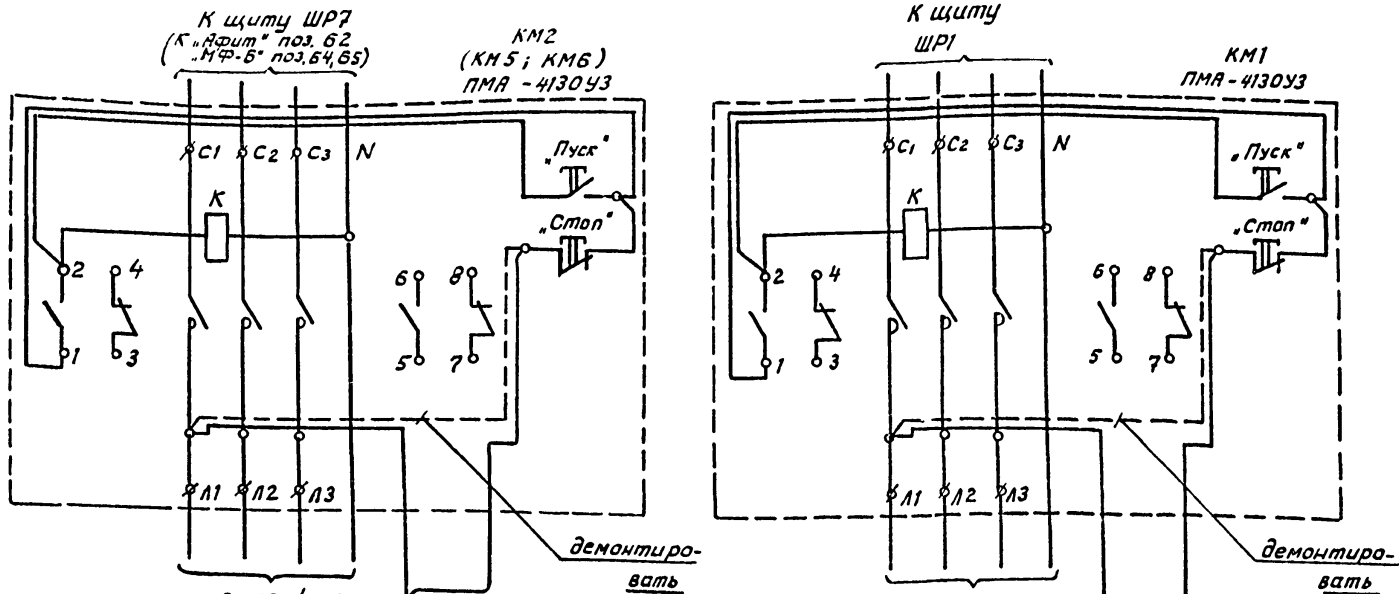 К щиту ШР7
(К „Афит" поз. 62
„МФ-Б" поз. 64, 65)
КМ2
(КМ5; КМ6)
ПМА-4130У3
С1
С2
С3
N
„Пуск"
К
„Стоп"
2
4
6
8
1
3
5
7
Л1
Л2
Л3
демонтиро-
вать
К щиту
ШР1
КМ1
ПМА-4130У3
С1
С2
С3
N
„Пуск"
К
„Стоп"
2
4
6
8
1
3
5
7
Л1
Л2
Л3
демонтиро-
вать